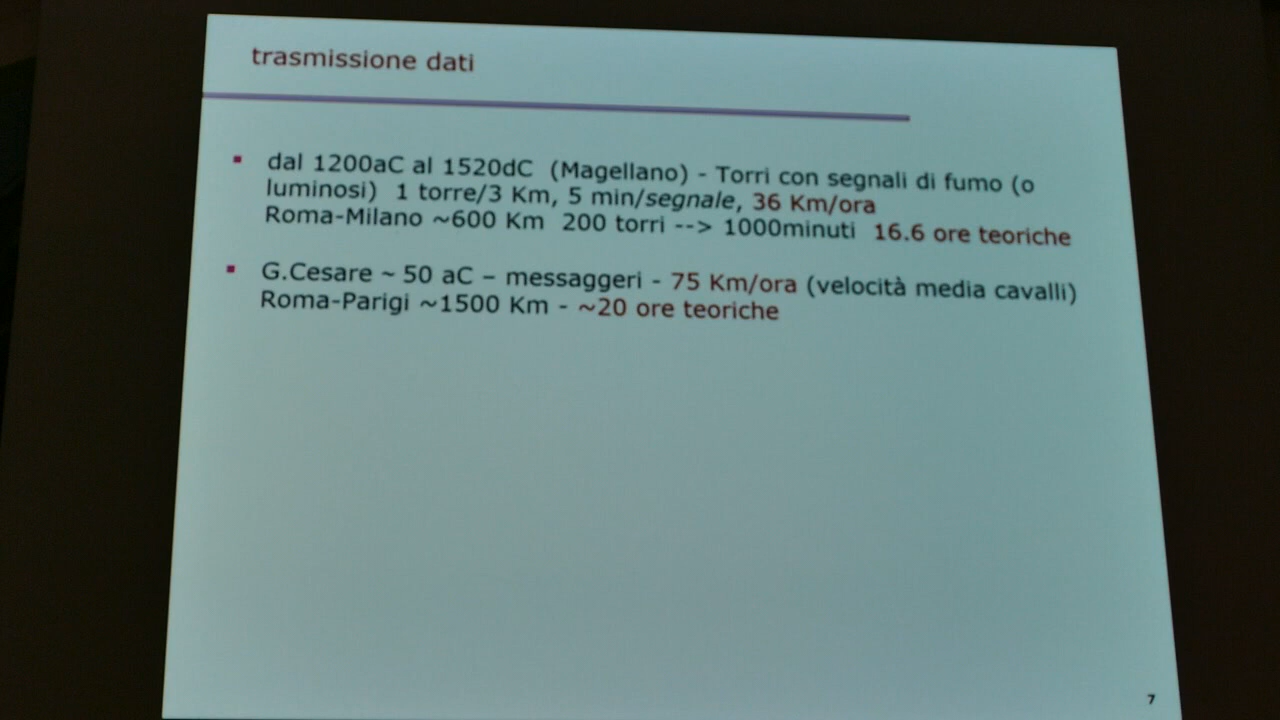 trasmissione dati
dal 1200aC al 1520dC (Magellano) - Torri con segnali di fumo (o
luminosi) 1 torre/3 Km, 5 min/segnale, 36 Km/ora
Roma-Milano ~600 Km 200 torri --> 1000minuti 16.6 ore teoriche
G.Cesare ~ 50 aC – messaggeri - 75 Km/ora (velocità media cavalli)
Roma-Parigi ~1500 Km - ~20 ore teoriche
7